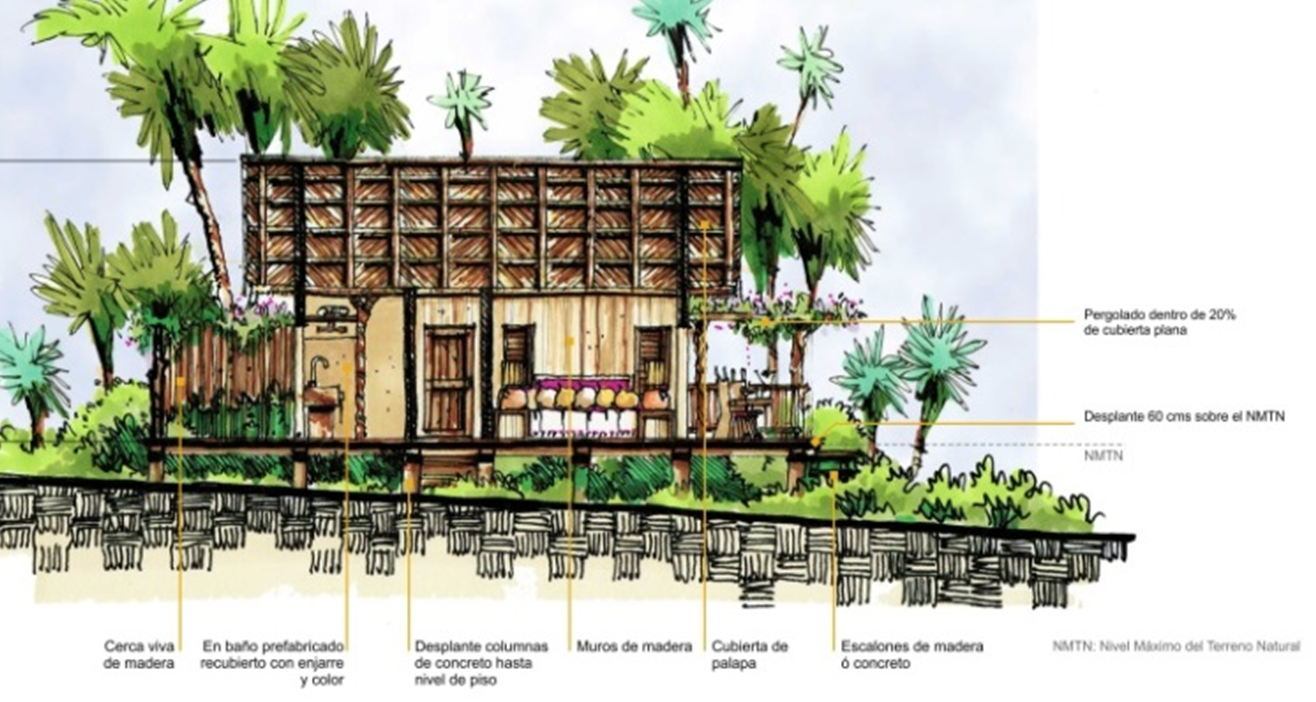 Pergolado dentro de 20%
de cubierta plana
Desplante 60 cms sobre el NMTN
NMTN
Cerca viva
de madera
En baño prefabricado
recubierto con enjarre
y color
Desplante columnas
de concreto hasta
nivel de piso
Muros de madera
Cubierta de
palapa
Escalones de madera
ó concreto
NMTN: Nivel Máximo del Terreno Natural